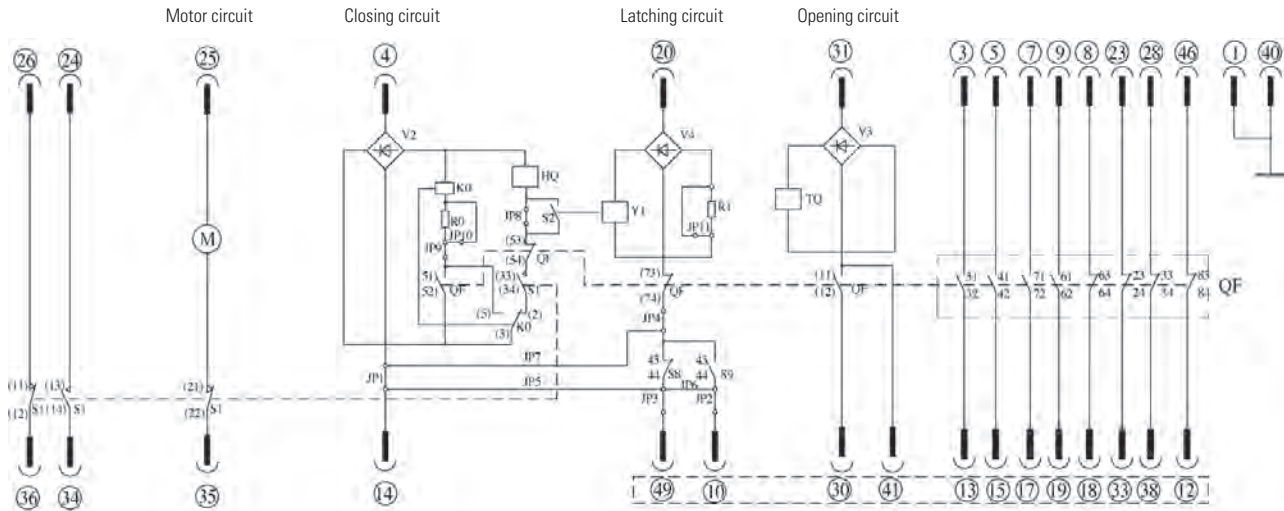 Motor circuit Closing circuit Latching circuit Opening circuit
26 24 25 4 20 31 3 5 7 9 8 23 28 46 1 40
V2 V4 V3
HQ
K0
S2 Y1 R1 TQ
R0 JP8
JP10 JP11
JP9 (53)
(54)
51 (33) (73) (11) 31 41 71 61 63 23 33 83
52 QF (34) S1 QF (12) QF 32 42 72 62 64 24 34 84 QF
(74)
(5) (2) JP4
(3) K0
JP7 43 43
JP1 JP5 44 S8 44 S9
JP6
(11) (13) (21) JP3 JP2
(12) S1 (14) S1 (22) S1
36 34 35 14 49 10 30 41 13 15 17 19 18 33 38 12